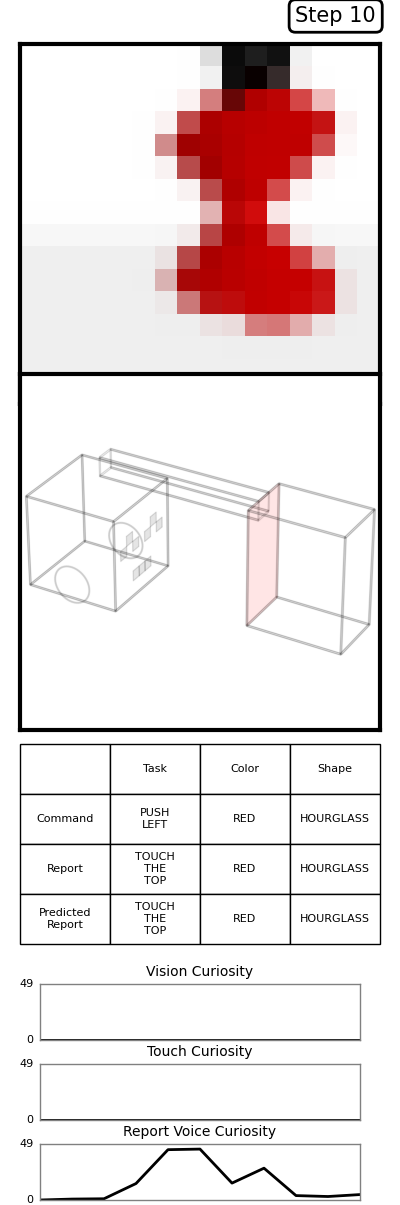 Step 10
Task Color Shape
Command PUSH LEFT RED HOURGLASS
Report TOUCH THE TOP RED HOURGLASS
Predicted Report TOUCH THE TOP RED HOURGLASS
Vision Curiosity
49
0
Touch Curiosity
49
0
Report Voice Curiosity
49
0